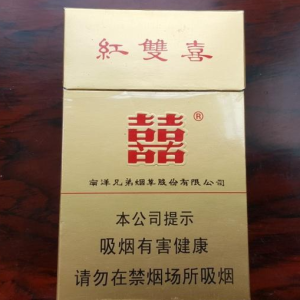 紅雙喜
囍®
南洋兄弟烟草股份有限公司
本公司提示
吸烟有害健康
请勿在禁烟场所吸烟